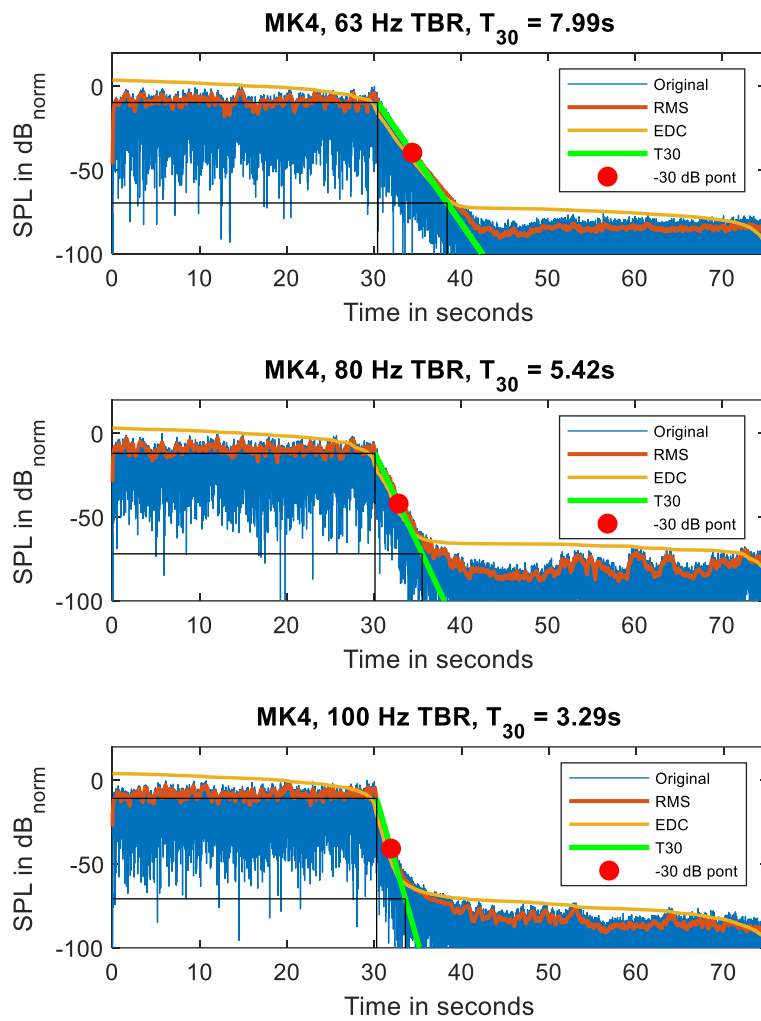 MK4, 63 Hz TBR, T30 = 7.99s
SPL in dBnorm
0
-50
-100
Original
RMS
EDC
T30
-30 dB pont
0 10 20 30 40 50 60 70
Time in seconds
MK4, 80 Hz TBR, T30 = 5.42s
SPL in dBnorm
0
-50
-100
Original
RMS
EDC
T30
-30 dB pont
0 10 20 30 40 50 60 70
Time in seconds
MK4, 100 Hz TBR, T30 = 3.29s
SPL in dBnorm
0
-50
-100
Original
RMS
EDC
T30
-30 dB pont
0 10 20 30 40 50 60 70
Time in seconds